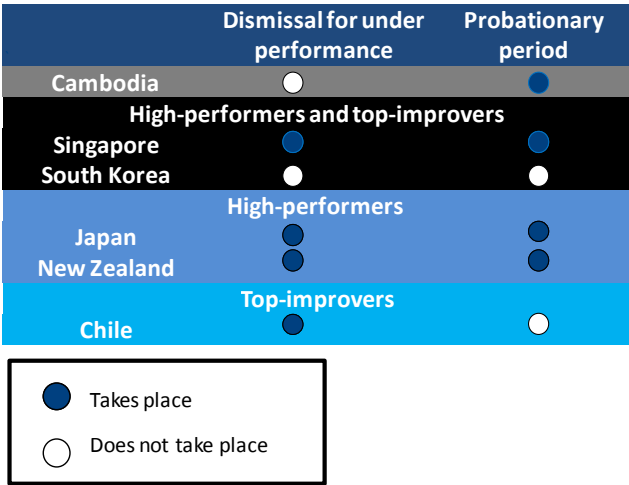 Dismissal for under performance
Probationary period
Cambodia
High-performers and top-improvers
Singapore
South Korea
High-performers
Japan
New Zealand
Top-improvers
Chile
Takes place
Does not take place